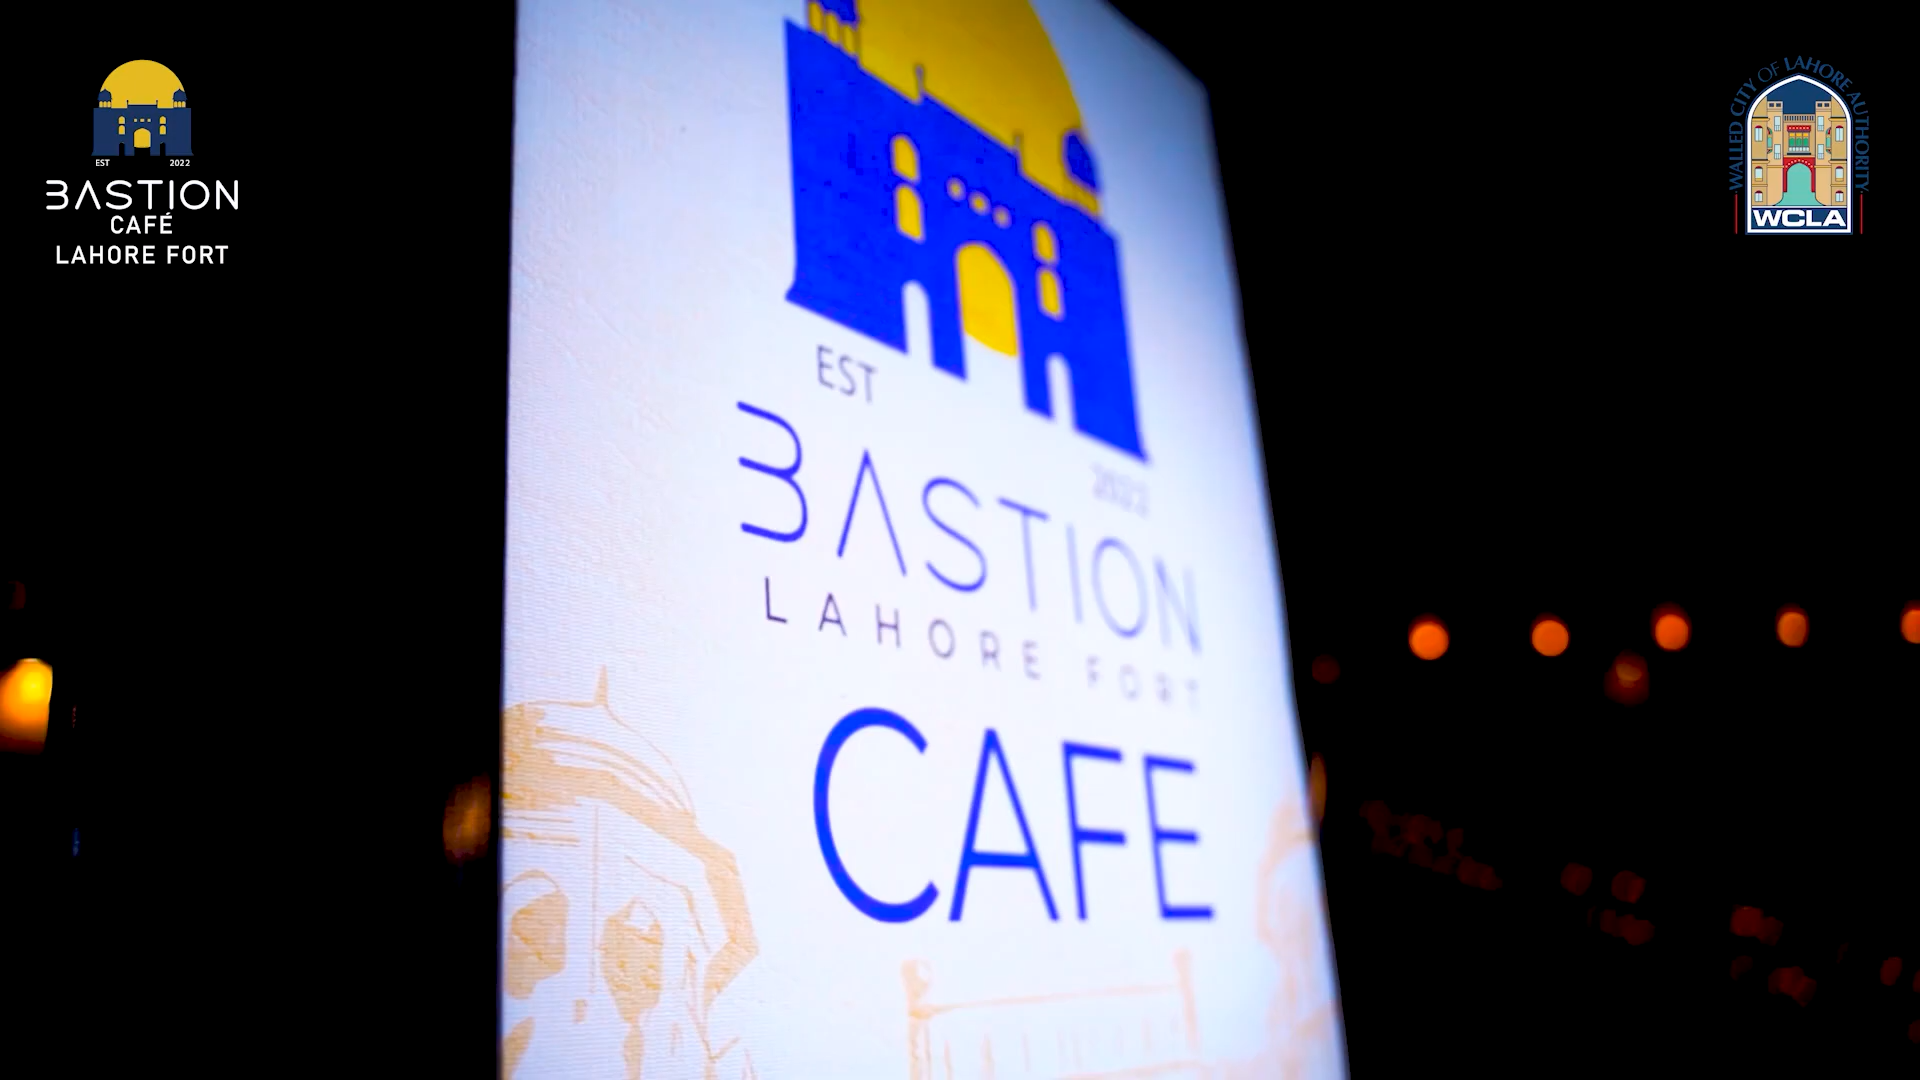 EST 2022
BASTION
CAFÉ
LAHORE FORT
EST
2022
BASTION
LAHORE FORT
CAFE
WALLED CITY OF LAHORE AUTHORITY
WCLA